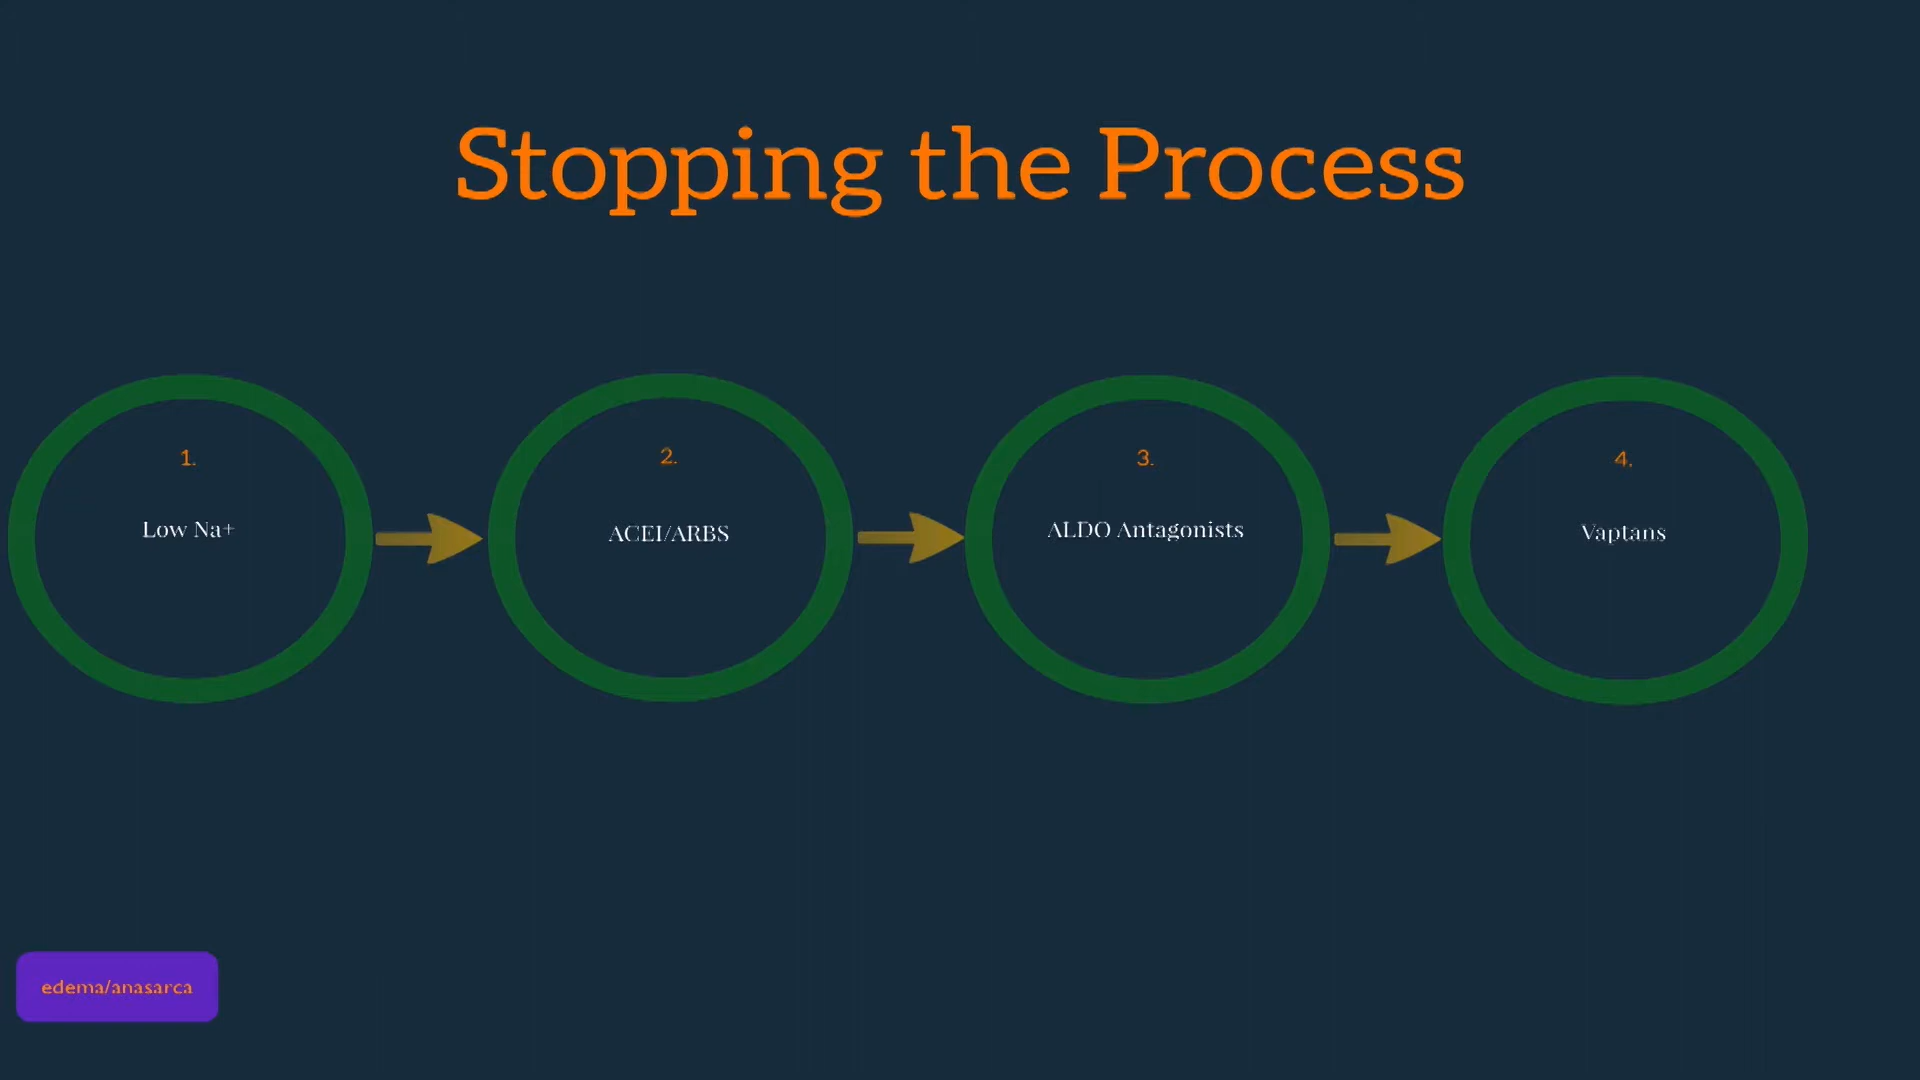 Stopping the Process
1.
Low Na+
2.
ACEI/ARBS
3.
ALDO Antagonists
4.
Vaptans
edema/anasarca